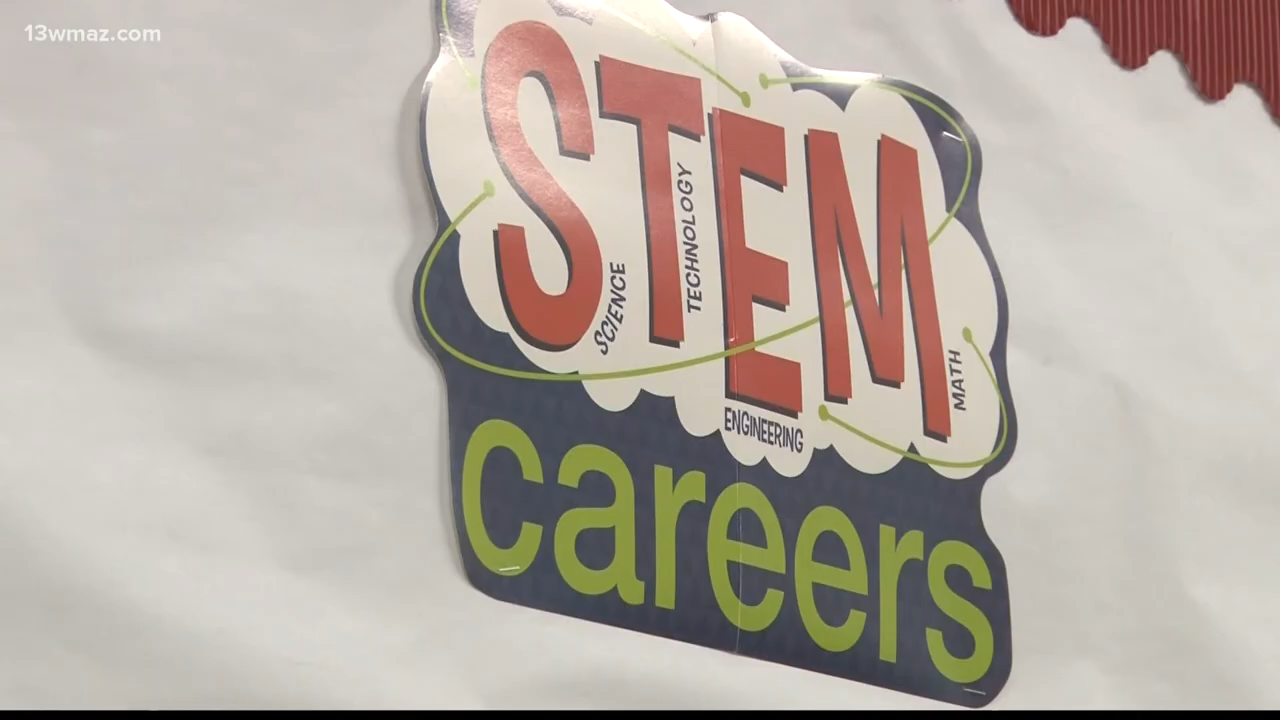 13wmaz.com
STEM
SCIENCE
TECHNOLOGY
ENGINEERING
MATH
careers